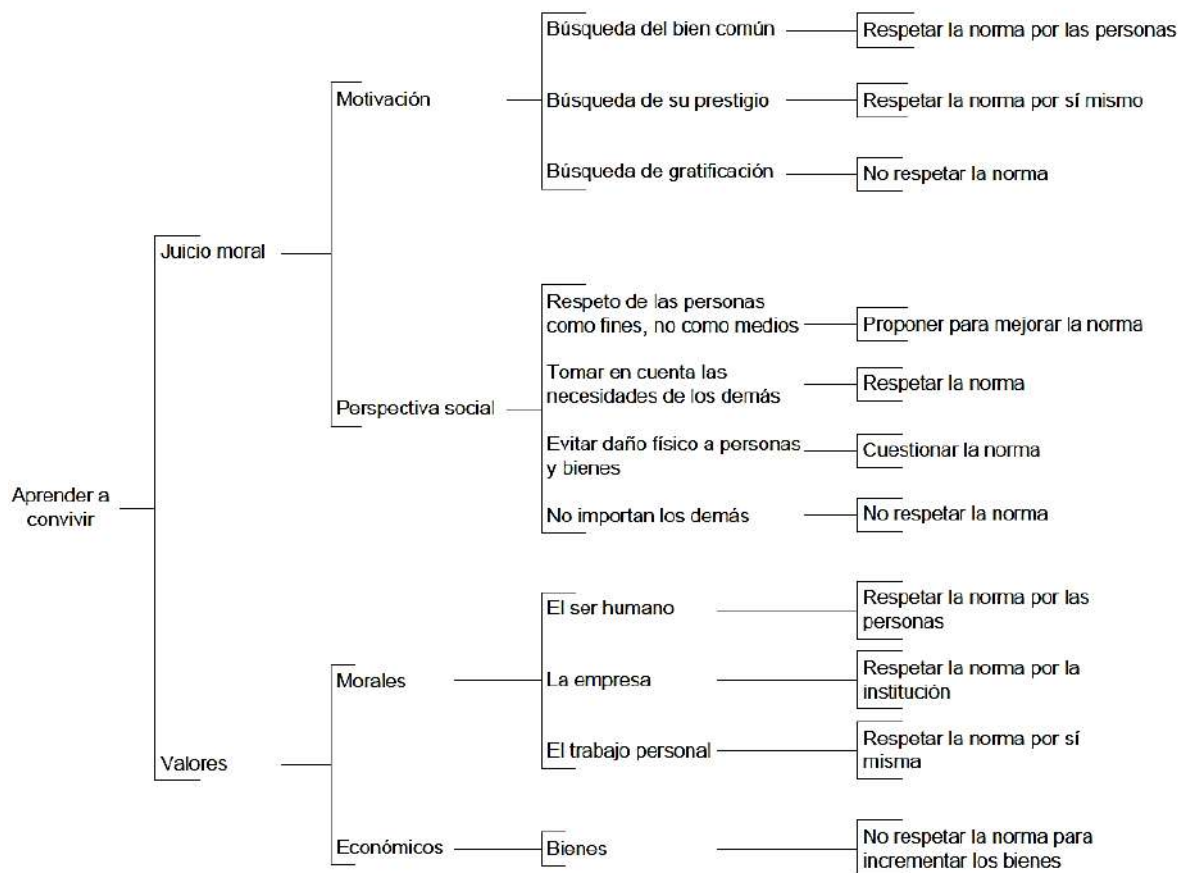 Búsqueda del bien común
Respetar la norma por las personas
Motivación
Búsqueda de su prestigio
Respetar la norma por sí mismo
Búsqueda de gratificación
No respetar la norma
Juicio moral
Respeto de las personas
como fines, no como medios
Proponer para mejorar la norma
Tomar en cuenta las
necesidades de los demás
Respetar la norma
Perspectiva social
Evitar daño físico a personas
y bienes
Cuestionar la norma
No importan los demás
No respetar la norma
Aprender a
convivir
El ser humano
Respetar la norma por las
personas
Morales
La empresa
Respetar la norma por la
institución
El trabajo personal
Respetar la norma por sí
misma
Valores
Económicos
Bienes
No respetar la norma para
incrementar los bienes